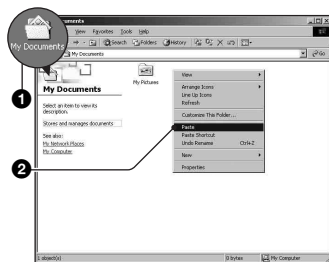 My Documents
View Favorites Tools Help
Search Folders History
My Documents
Go
My Documents
Select an item to view its description.
Stores and manages documents
See also:
My Network Places
My Computer
My Pictures
View
Arrange Icons
Line Up Icons
Refresh
Customize This Folder...
Paste
Paste Shortcut
Undo Rename Ctrl+Z
New
Properties
1
2
1 object(s)
0 bytes
My Computer